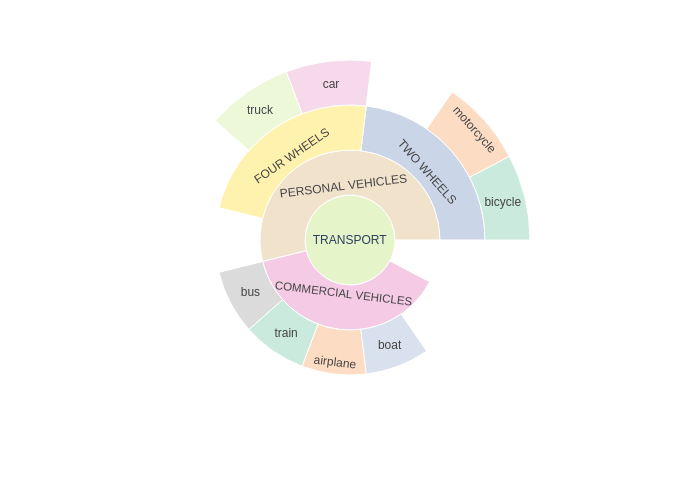 car
truck
motorcycle
FOUR WHEELS
TWO WHEELS
PERSONAL VEHICLES
bicycle
TRANSPORT
bus
COMMERCIAL VEHICLES
train
boat
airplane